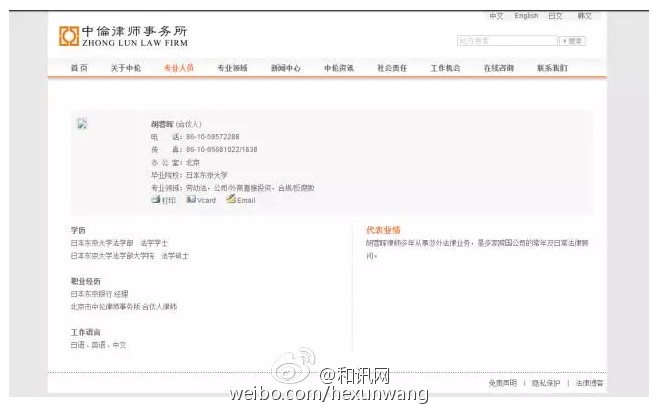 中文 English 日文 韩文
中倫律师事务所
ZHONG LUN LAW FIRM
站内搜索 搜索
首 页 关于中伦 专业人员 专业领域 新闻中心 中伦资讯 社会责任 工作机会 在线咨询 联系我们
胡蓉晖 (合伙人)
电 话：86-10-59572288
传 真：86-10-65681022/1838
办 公 室：北京
毕业院校：日本东京大学
专业领域：劳动法，公司/外商直接投资，合规/反腐败
打印 Vcard Email
学历
日本东京大学法学部 法学学士
日本东京大学法学部大学院 法学硕士
职业经历
日本东京银行 经理
北京市中伦律师事务所 合伙人律师
工作语言
日语、英语、中文
代表业绩
胡蓉晖律师多年从事涉外法律业务，是多家跨国公司的常年及日常法律顾
问。
免责声明 | 隐私保护 | 法律博客
@和讯网
weibo.com/hexunwang